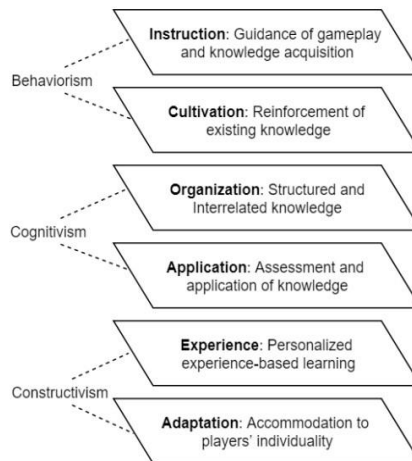 Instruction: Guidance of gameplay
and knowledge acquisition
Behaviorism
Cultivation: Reinforcement of
existing knowledge
Organization: Structured and
Interrelated knowledge
Cognitivism
Application: Assessment and
application of knowledge
Experience: Personalized
experience-based learning
Constructivism
Adaptation: Accommodation to
players' individuality